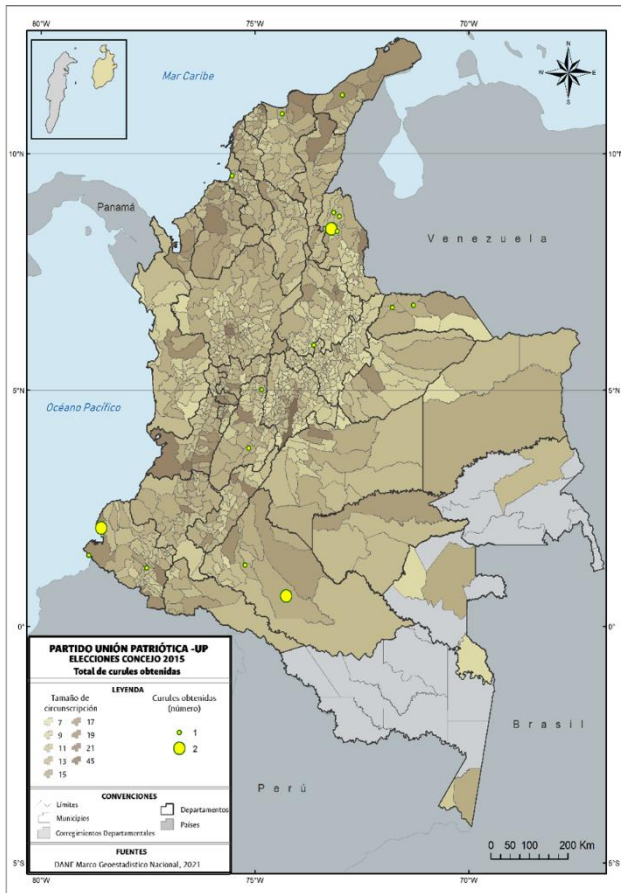 80°W
75°W
70°W
Mar Caribe
N
W
E
S
10°N
10°N
Panamá
Venezuela
5°N
5°N
Océano Pacífico
0°
0°
Brasil
Perú
PARTIDO UNIÓN PATRIÓTICA -UP
ELECCIONES CONCEJO 2015
Total de curules obtenidas
LEYENDA
Tamaño de
circunscripción
7
17
9
19
11
21
13
45
15
Curules obtenidas
(número)
1
2
CONVENCIONES
Límites
Municipios
Corregimientos Departamentales
Departamentos
Países
FUENTES
DANE Marco Geoestadístico Nacional, 2021
0 50 100 200 Km
5°S
5°S
80°W
75°W
70°W